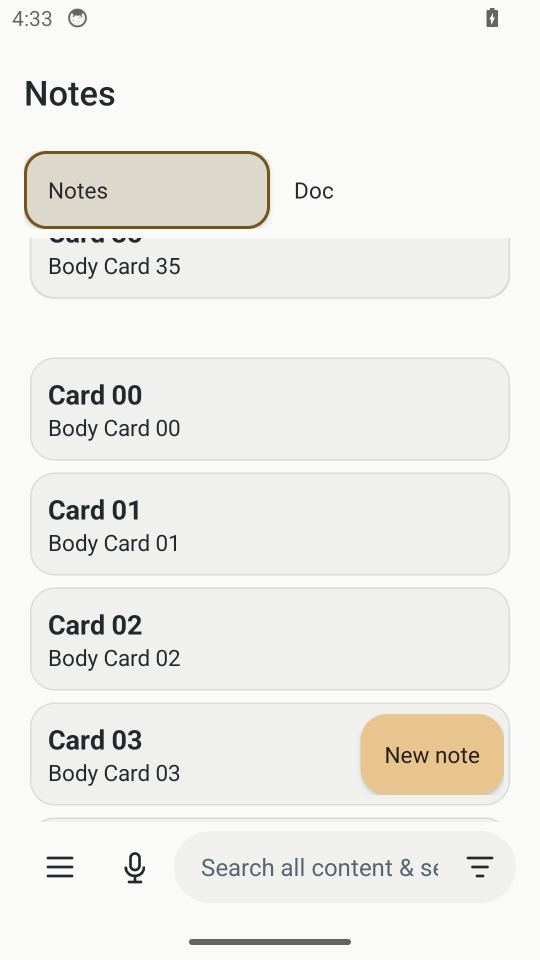 4:33
Notes
Notes
Doc
Body Card 35
Card 00
Body Card 00
Card 01
Body Card 01
Card 02
Body Card 02
Card 03
Body Card 03
New note
Search all content & se